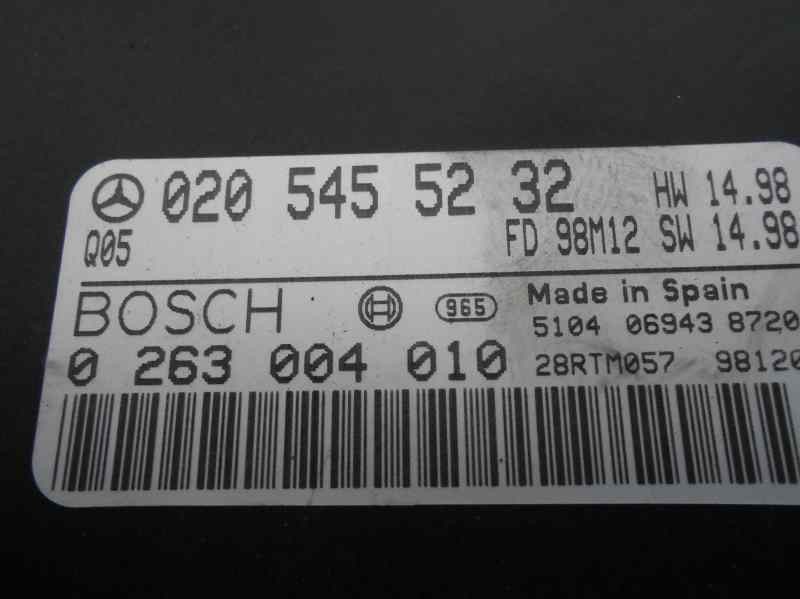 020 545 52 32 HW 14.98
Q05 FD 98M12 SW 14.98
BOSCH 965 Made in Spain
5104 06943 8720
0 263 004 010 28RTM057 98120